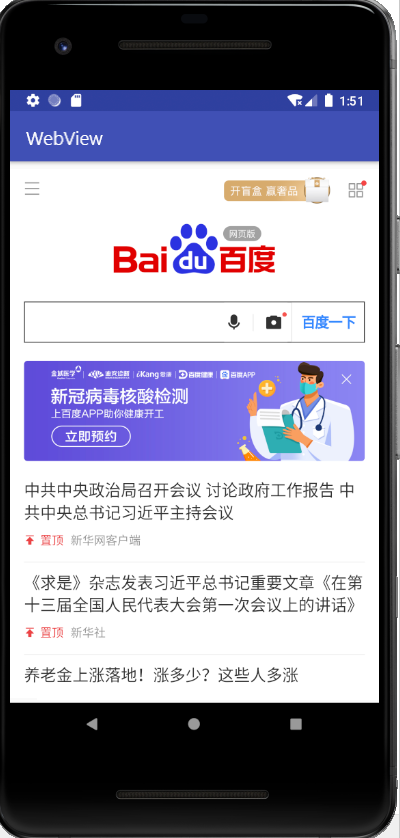 1:51
WebView
开盲盒 赢奢品
网页版
Bai du 百度
百度一下
金域医学 迪安诊断 iKang爱康 百度健康 百度APP
新冠病毒核酸检测
上百度APP助你健康开工
立即预约
中共中央政治局召开会议 讨论政府工作报告 中
共中央总书记习近平主持会议
置顶 新华网客户端
《求是》杂志发表习近平总书记重要文章《在第
十三届全国人民代表大会第一次会议上的讲话》
置顶 新华社
养老金上涨落地！涨多少？这些人多涨